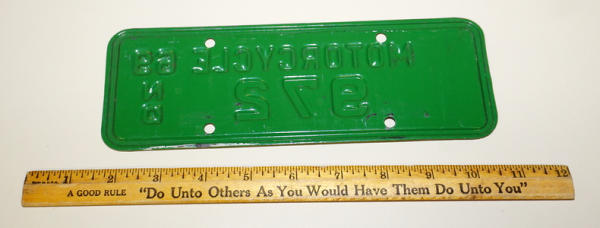 MOTORCYCLE
972
N
D
1 2 3 4 5 6 7 8 9 10 11 12
A GOOD RULE "Do Unto Others As You Would Have Them Do Unto You"